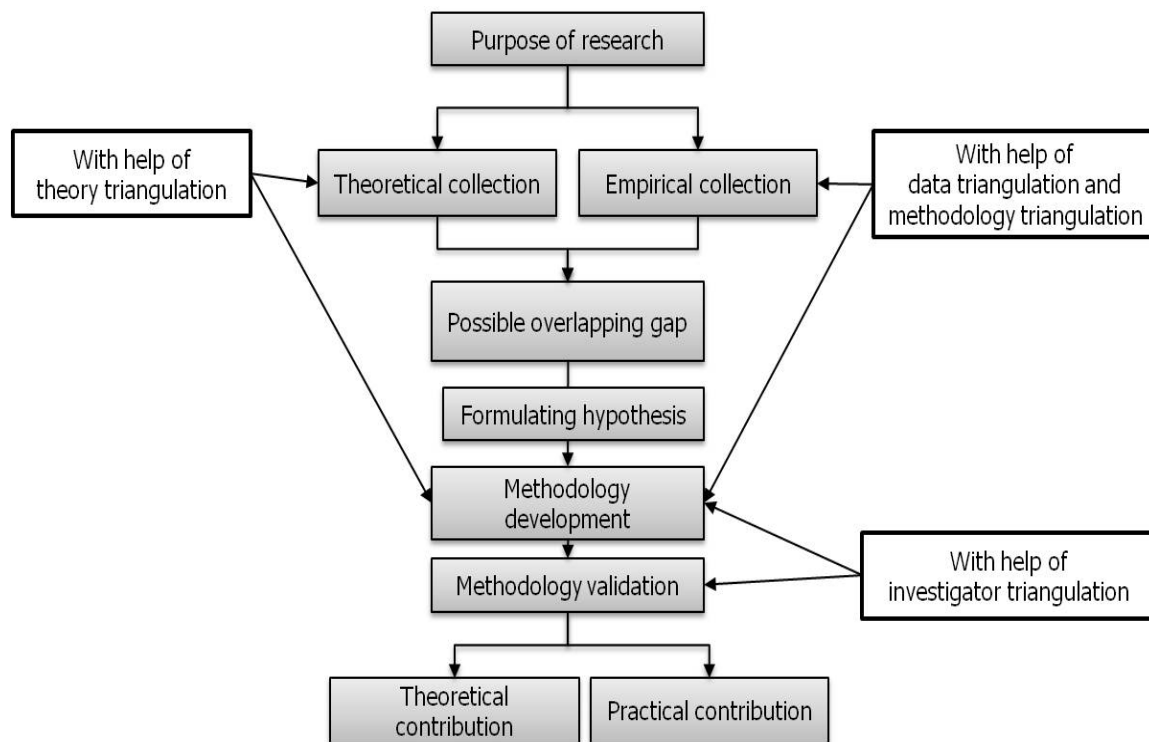 Purpose of research
With help of
theory triangulation
Theoretical collection
Empirical collection
With help of
data triangulation and
methodology triangulation
Possible overlapping gap
Formulating hypothesis
Methodology
development
Methodology validation
With help of
investigator triangulation
Theoretical
contribution
Practical contribution